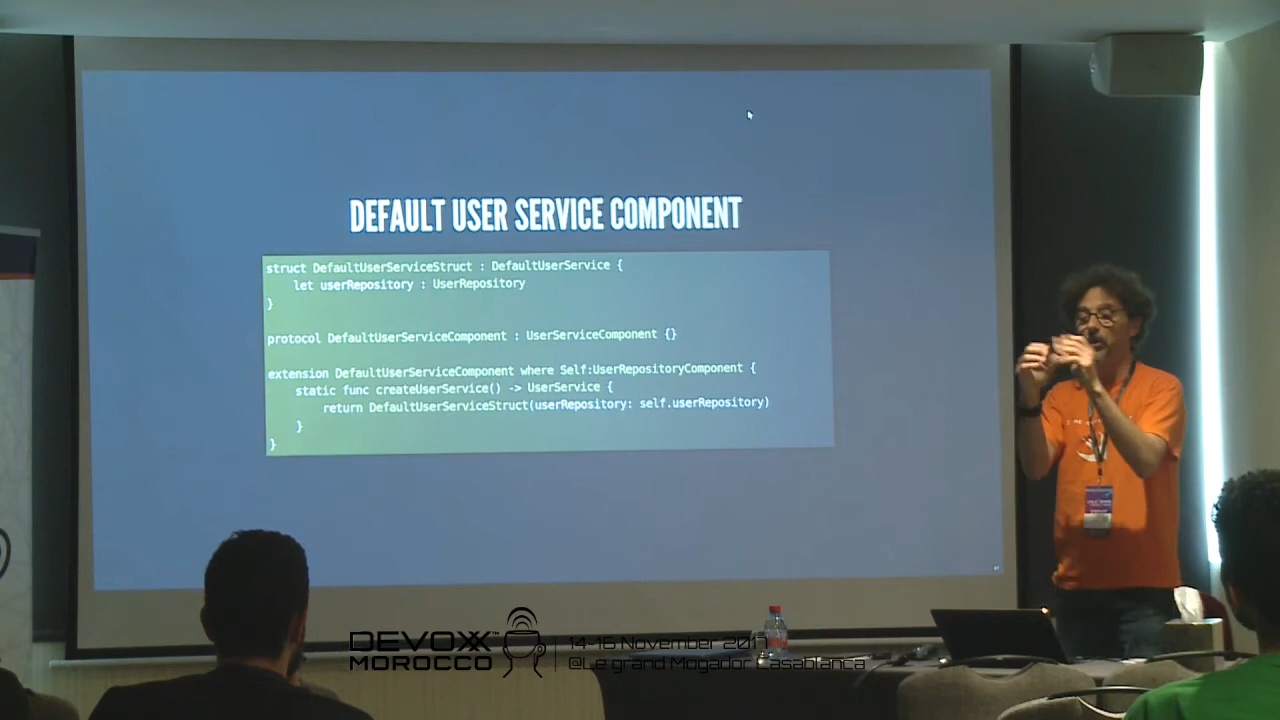 DEFAULT USER SERVICE COMPONENT
struct DefaultUserServiceStruct : DefaultUserService {
    let userRepository : UserRepository
}
protocol DefaultUserServiceComponent : UserServiceComponent {}
extension DefaultUserServiceComponent where Self:UserRepositoryComponent {
    static func createUserService() -> UserService {
        return DefaultUserServiceStruct(userRepository: self.userRepository)
    }
}
DEVOXX™
MOROCCO
14-16 November 2017
@Le grand Mogador Casablanca